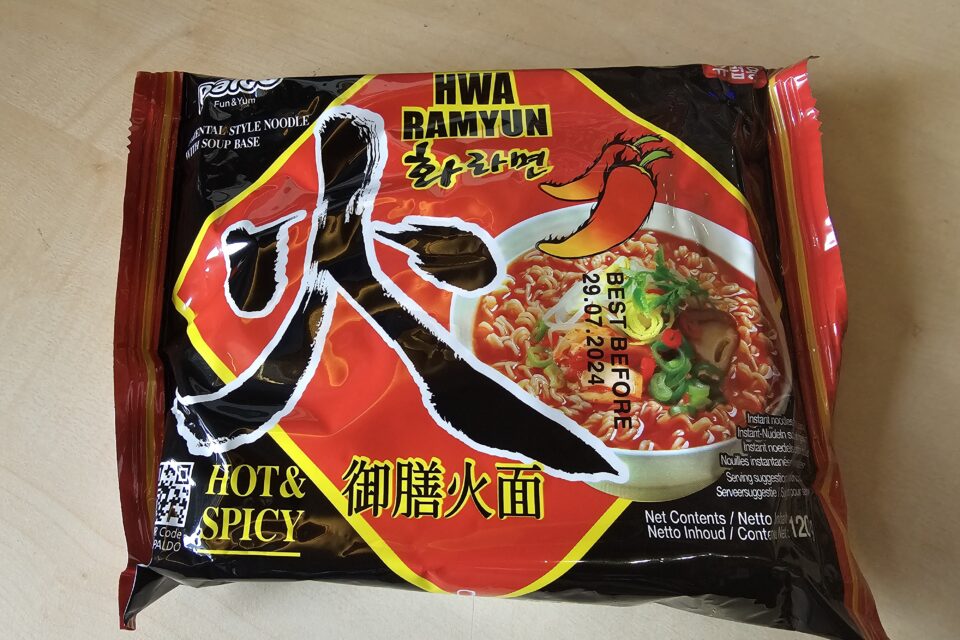 Paldo
Fun&Yum
ENTAL STYLE NOODLE
WITH SOUP BASE
HWA
RAMYUN
화라면
火
BEST BEFORE
29.07.2024
HOT &
SPICY
御膳火面
Code
PALDO
Instant noodles
Instant-Nudeln
Instant noedels
Nouilles instantanées
Serving suggestion
Serveersuggestie
Net Contents / Netto
Netto Inhoud /
120